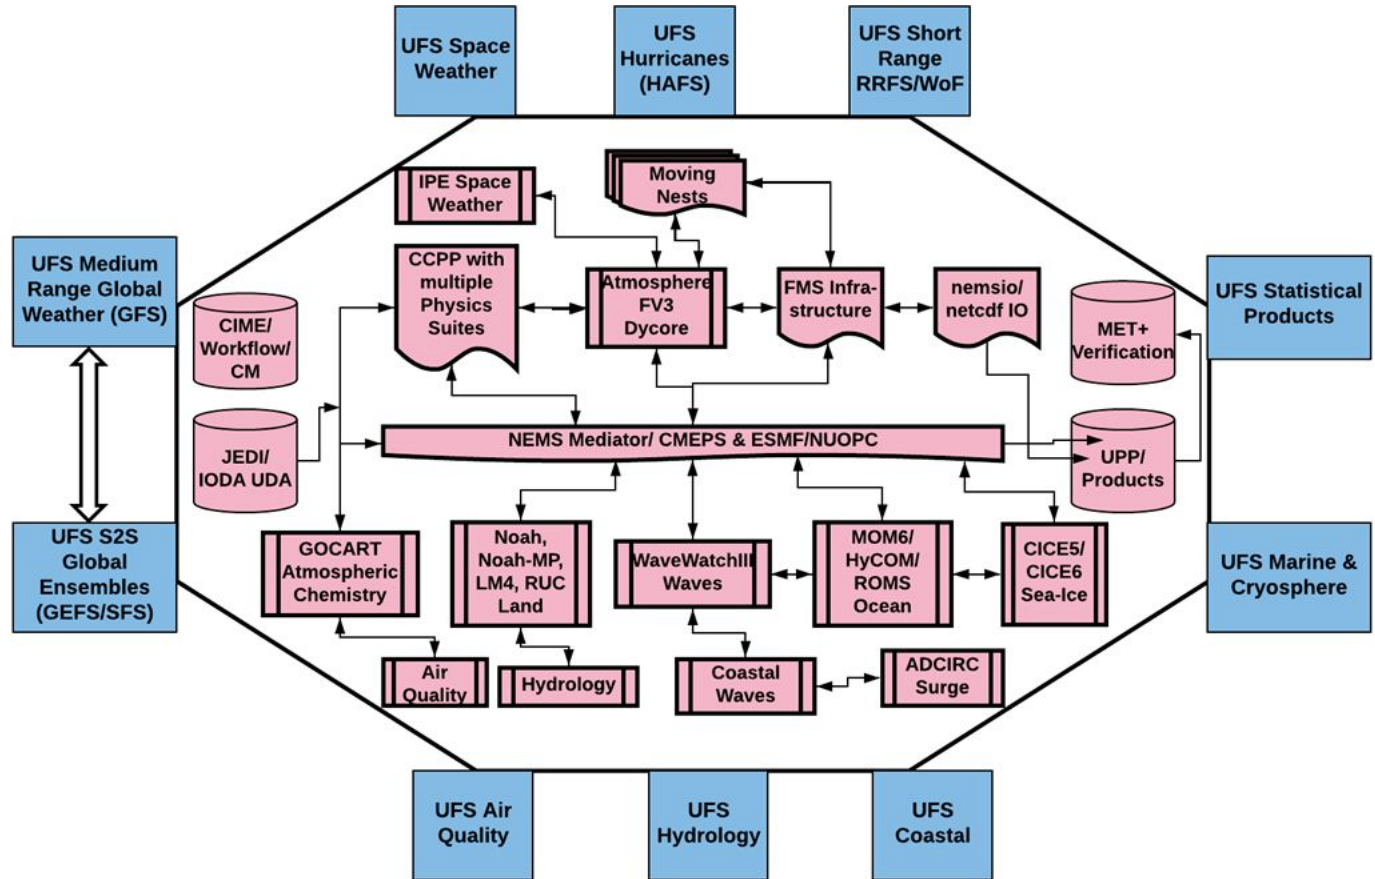 UFS Space
Weather
UFS
Hurricanes
(HAFS)
UFS Short
Range
RRFS/WoF
IPE Space
Weather
Moving
Nests
UFS Medium
Range Global
Weather (GFS)
CIME/
Workflow/
CM
CCPP with
multiple
Physics
Suites
Atmosphere
FV3
Dycore
FMS Infra-
structure
nemsio/
netcdf IO
MET+
Verification
UFS Statistical
Products
JEDI/
IODA UDA
NEMS Mediator/ CMEPS & ESMF/NUOPC
UPP/
Products
UFS S2S
Global
Ensembles
(GEFS/SFS)
GOCART
Atmospheric
Chemistry
Noah,
Noah-MP,
LM4, RUC
Land
WaveWatchIII
Waves
MOM6/
HyCOM/
ROMS
Ocean
CICE5/
CICE6
Sea-Ice
UFS Marine &
Cryosphere
Air
Quality
Hydrology
Coastal
Waves
ADCIRC
Surge
UFS Air
Quality
UFS
Hydrology
UFS
Coastal